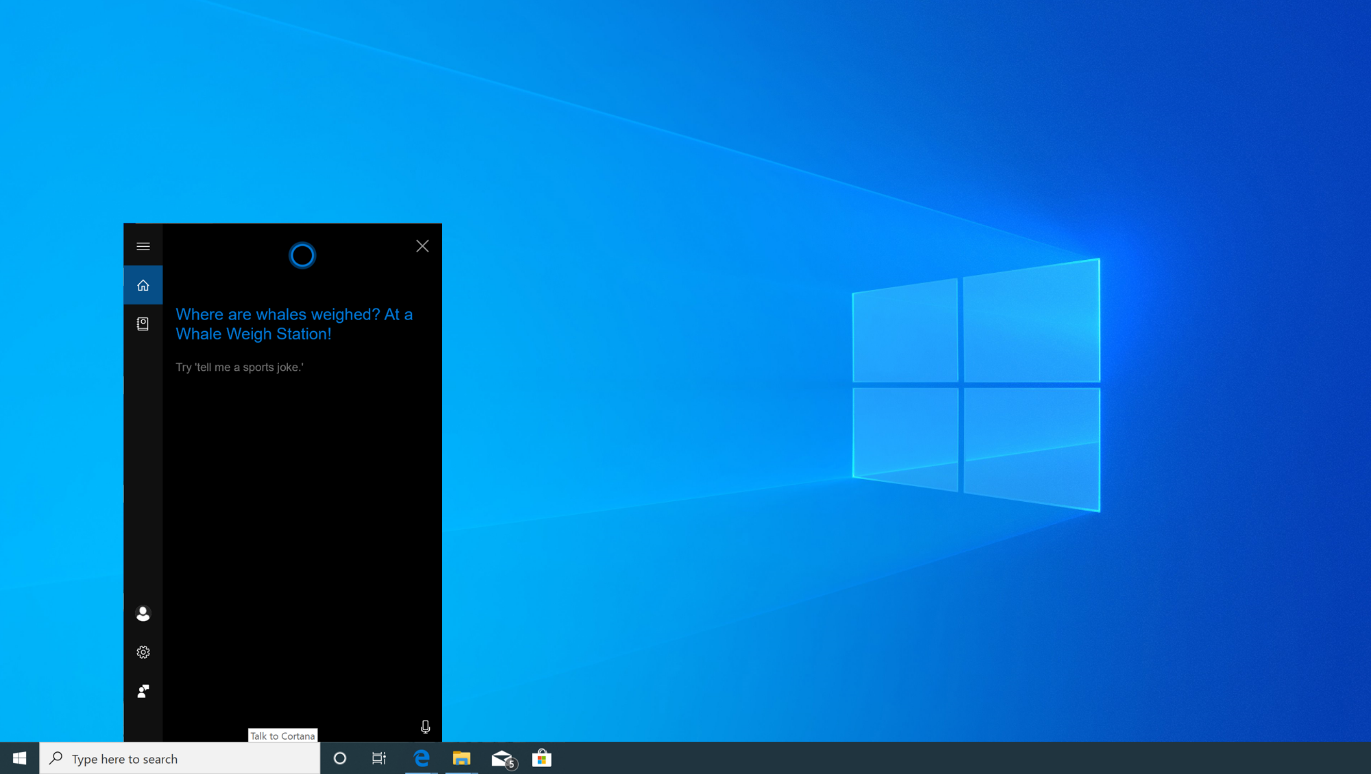 Where are whales weighed? At a
Whale Weigh Station!
Try 'tell me a sports joke.'
Talk to Cortana
Type here to search
5